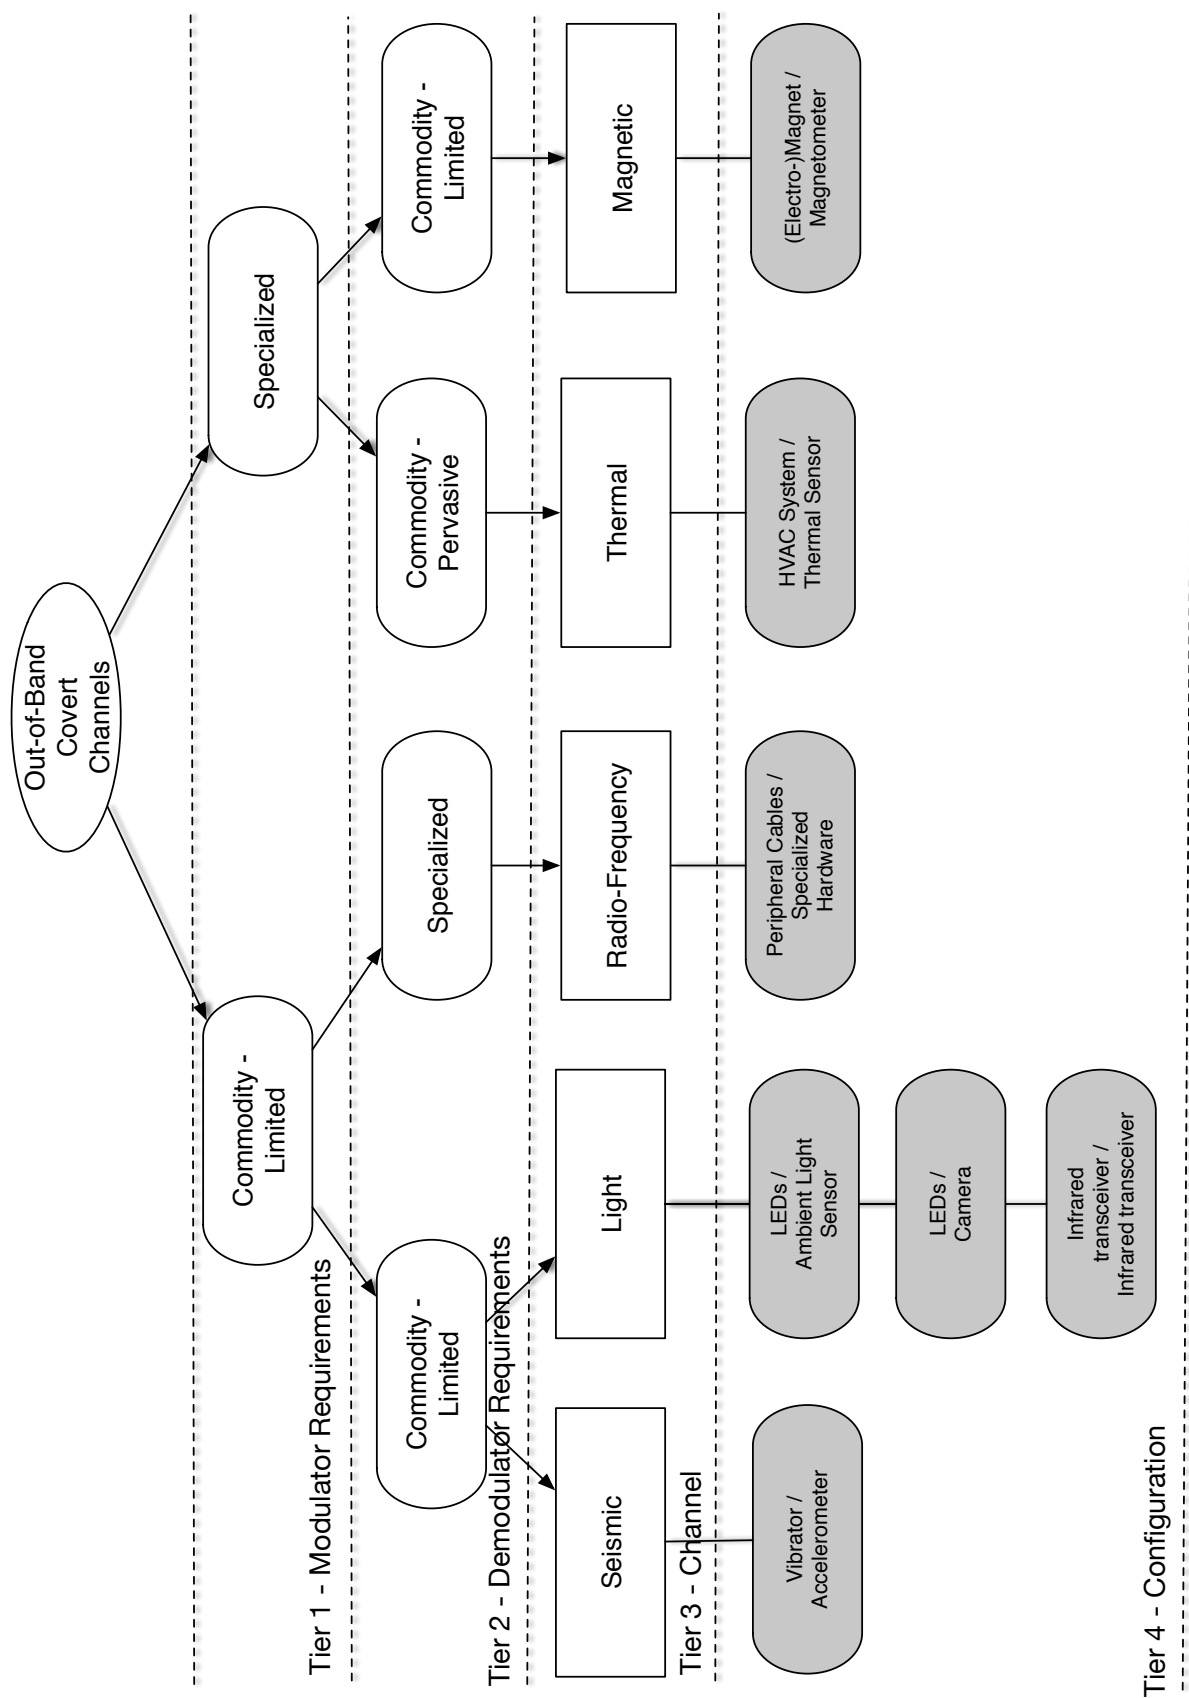 Out-of-Band
Covert
Channels
Commodity -
Limited
Specialized
Tier 1 - Modulator Requirements
Commodity -
Limited
Specialized
Commodity -
Pervasive
Commodity -
Limited
Tier 2 - Demodulator Requirements
Seismic
Light
Radio-Frequency
Thermal
Magnetic
Tier 3 - Channel
Vibrator /
Accelerometer
LEDs /
Ambient Light
Sensor
Peripheral Cables /
Specialized
Hardware
HVAC System /
Thermal Sensor
(Electro-)Magnet /
Magnetometer
LEDs /
Camera
Infrared
transceiver /
Infrared transceiver
Tier 4 - Configuration